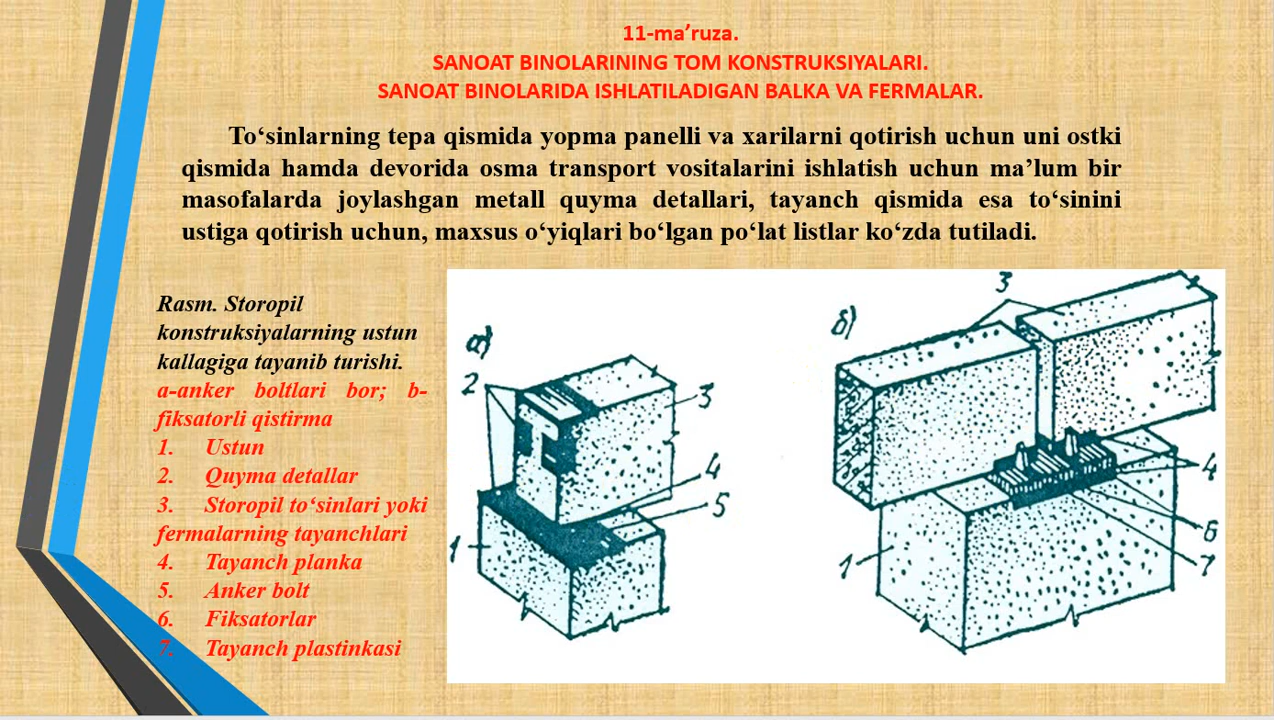 11-ma’ruza.
SANOAT BINOLARINING TOM KONSTRUKSIYALARI.
SANOAT BINOLARIDA ISHLATILADIGAN BALKA VA FERMALAR.
To‘sinlarning tepa qismida yopma panelli va xarilarni qotirish uchun uni ostki
qismida hamda devorida osma transport vositalarini ishlatish uchun ma’lum bir
masofalarda joylashgan metall quyma detallari, tayanch qismida esa to‘sinini
ustiga qotirish uchun, maxsus o‘yiqlari bo‘lgan po‘lat listlar ko‘zda tutiladi.
Rasm. Storopil
konstruksiyalarning ustun
kallagiga tayanib turishi.
a-anker boltlari bor; b-
fiksatorli qistirma
1. Ustun
2. Quyma detallar
3. Storopil to‘sinlari yoki
fermalarning tayanchlari
4. Tayanch planka
5. Anker bolt
6. Fiksatorlar
7. Tayanch plastinkasi
а)
2
3
4
5
1
б)
3
4
6
7
1